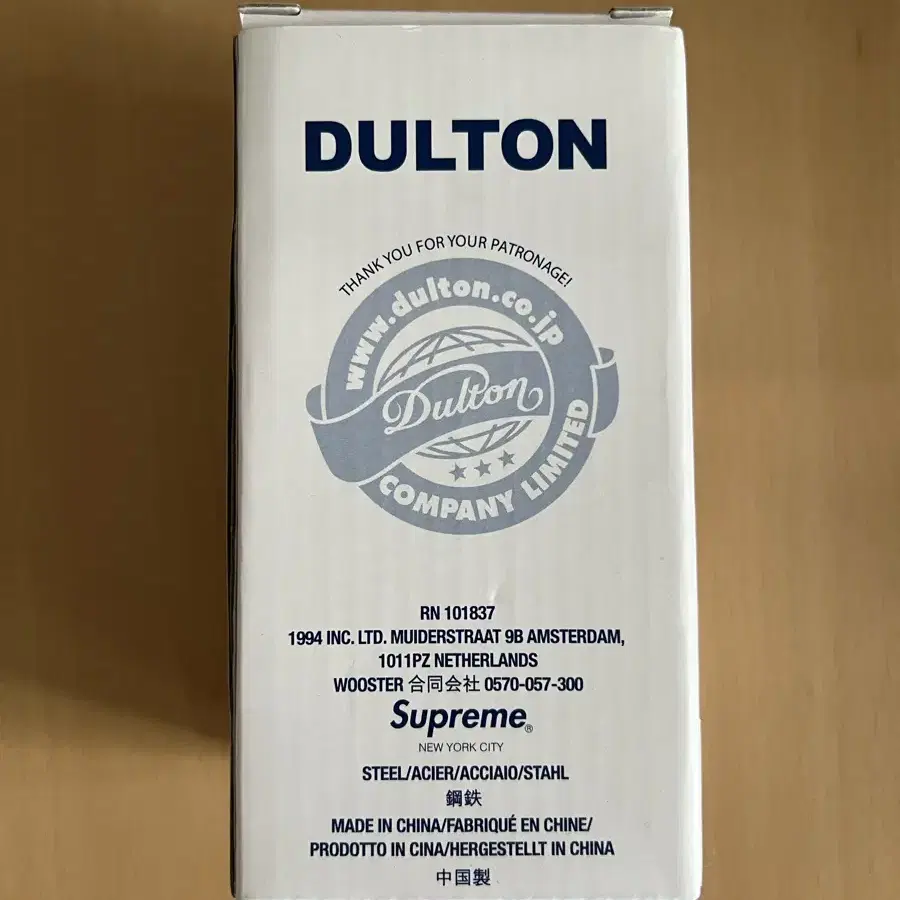 DULTON
THANK YOU FOR YOUR PATRONAGE!
www.dulton.co.jp
Dulton
COMPANY LIMITED
RN 101837
1994 INC. LTD. MUIDERSTRAAT 9B AMSTERDAM,
1011PZ NETHERLANDS
WOOSTER 合同会社 0570-057-300
Supreme®
NEW YORK CITY
STEEL/ACIER/ACCIAIO/STAHL
鋼鉄
MADE IN CHINA/FABRIQUÉ EN CHINE/
PRODOTTO IN CINA/HERGESTELLT IN CHINA
中国製